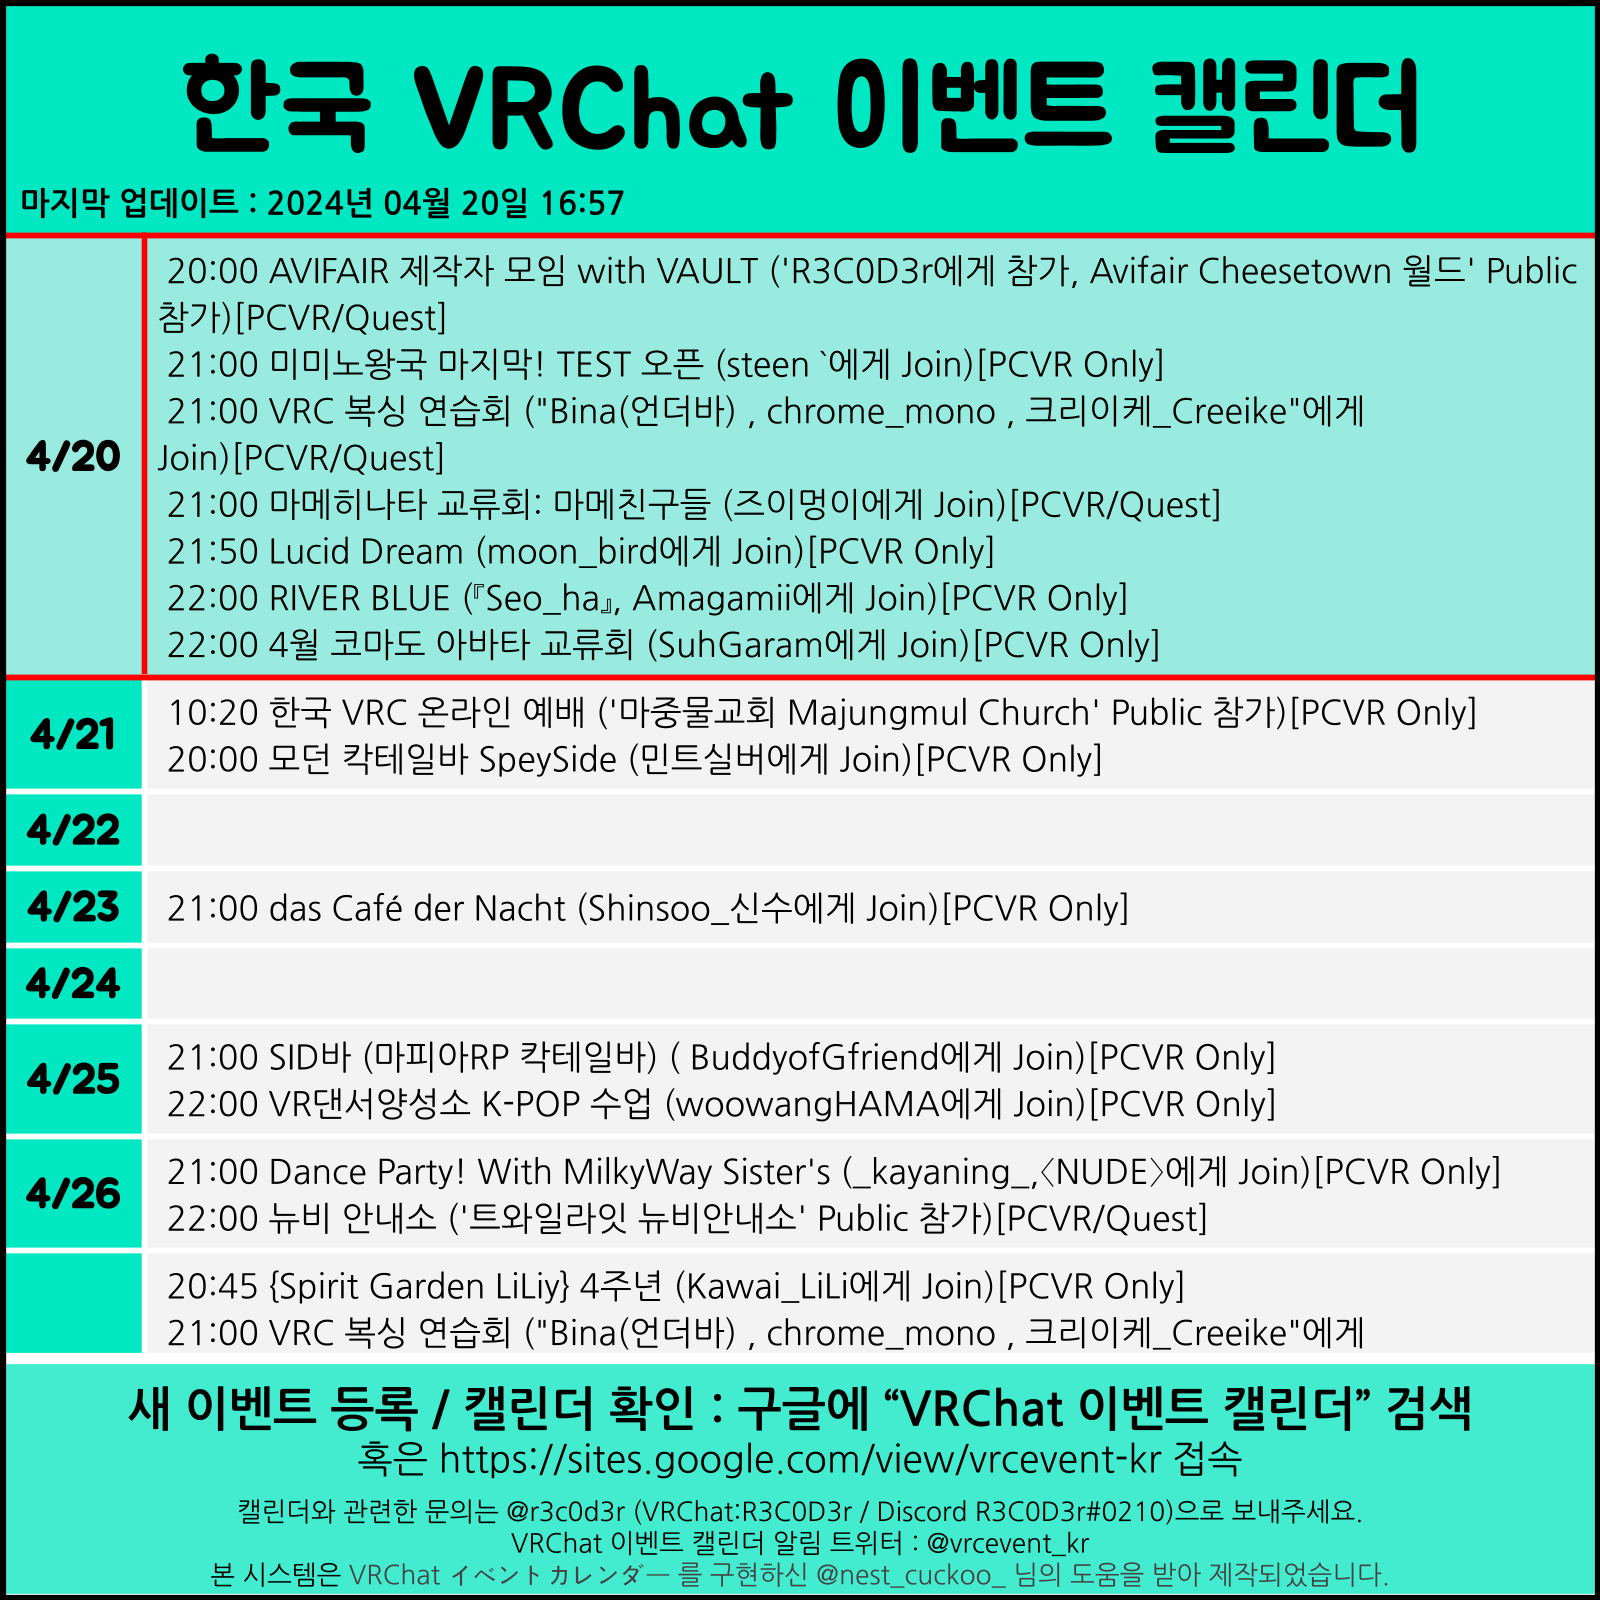 한국 VRChat 이벤트 캘린더
마지막 업데이트 : 2024년 04월 20일 16:57
4/20
20:00 AVIFAIR 제작자 모임 with VAULT ('R3C0D3r에게 참가, Avifair Cheesetown 월드' Public
참가)[PCVR/Quest]
21:00 미미노왕국 마지막! TEST 오픈 (steen `에게 Join)[PCVR Only]
21:00 VRC 복싱 연습회 ("Bina(언더바) , chrome_mono , 크리이케_Creeike"에게
Join)[PCVR/Quest]
21:00 마메히나타 교류회: 마메친구들 (즈이멍이에게 Join)[PCVR/Quest]
21:50 Lucid Dream (moon_bird에게 Join)[PCVR Only]
22:00 RIVER BLUE (『Seo_ha』, Amagamii에게 Join)[PCVR Only]
22:00 4월 코마도 아바타 교류회 (SuhGaram에게 Join)[PCVR Only]
4/21
10:20 한국 VRC 온라인 예배 ('마중물교회 Majungmul Church' Public 참가)[PCVR Only]
20:00 모던 칵테일바 SpeySide (민트실버에게 Join)[PCVR Only]
4/22
4/23
21:00 das Café der Nacht (Shinsoo_신수에게 Join)[PCVR Only]
4/24
4/25
21:00 SID바 (마피아RP 칵테일바) ( BuddyofGfriend에게 Join)[PCVR Only]
22:00 VR댄서양성소 K-POP 수업 (woowangHAMA에게 Join)[PCVR Only]
4/26
21:00 Dance Party! With MilkyWay Sister's (_kayaning_,〈NUDE〉에게 Join)[PCVR Only]
22:00 뉴비 안내소 ('트와일라잇 뉴비안내소' Public 참가)[PCVR/Quest]
20:45 {Spirit Garden LiLiy} 4주년 (Kawai_LiLi에게 Join)[PCVR Only]
21:00 VRC 복싱 연습회 ("Bina(언더바) , chrome_mono , 크리이케_Creeike"에게
새 이벤트 등록 / 캘린더 확인 : 구글에 “VRChat 이벤트 캘린더” 검색
혹은 https://sites.google.com/view/vrcevent-kr 접속
캘린더와 관련한 문의는 @r3c0d3r (VRChat:R3C0D3r / Discord R3C0D3r#0210)으로 보내주세요.
VRChat 이벤트 캘린더 알림 트위터 : @vrcevent_kr
본 시스템은 VRChat イベントカレンダー 를 구현하신 @nest_cuckoo_ 님의 도움을 받아 제작되었습니다.